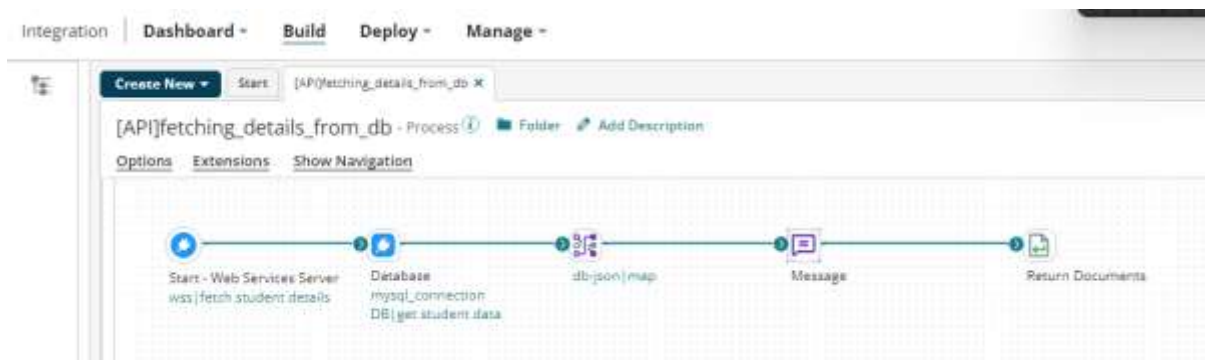 Integration Dashboard Build Deploy Manage
Create New Start [API]fetching_details_from_db ×
[API]fetching_details_from_db - Process i Folder Add Description
Options Extensions Show Navigation
Start - Web Services Server
wss|fetch student details
Database
mysql_connection
DB|get student data
db-json|map
Message
Return Documents